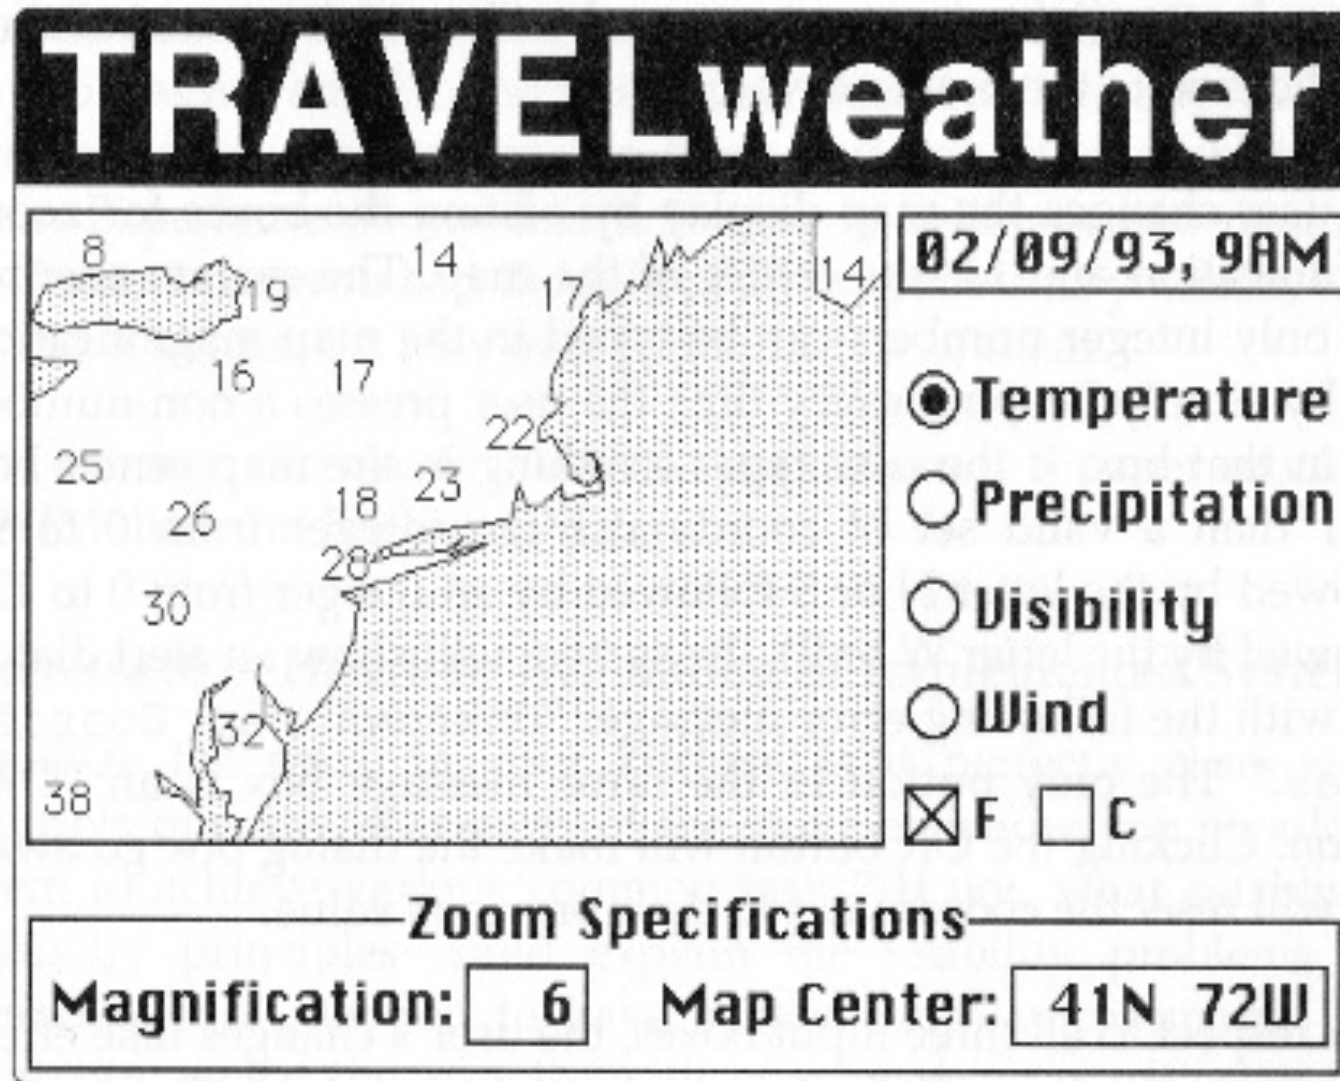 TRAVELweather
02/09/93, 9AM
8 14
19 17 14
16 17
22
25
18 23
26
28
30
32
38
Temperature
Precipitation
Visibility
Wind
F C
Zoom Specifications
Magnification: 6 Map Center: 41N 72W